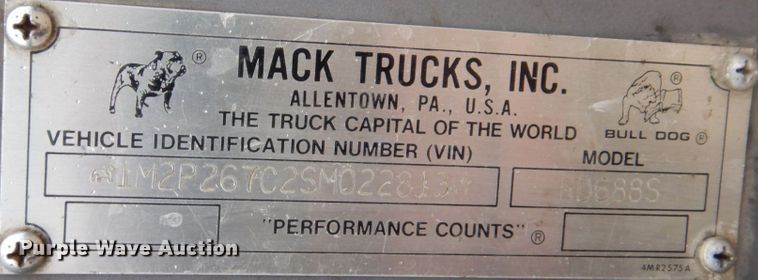 MACK TRUCKS, INC.
ALLENTOWN, PA., U.S.A.
THE TRUCK CAPITAL OF THE WORLD
BULL DOG ®
VEHICLE IDENTIFICATION NUMBER (VIN)
MODEL
1M2P267C2SM022813
RD688S
"PERFORMANCE COUNTS" ®
4MR2575A
Purple Wave Auction